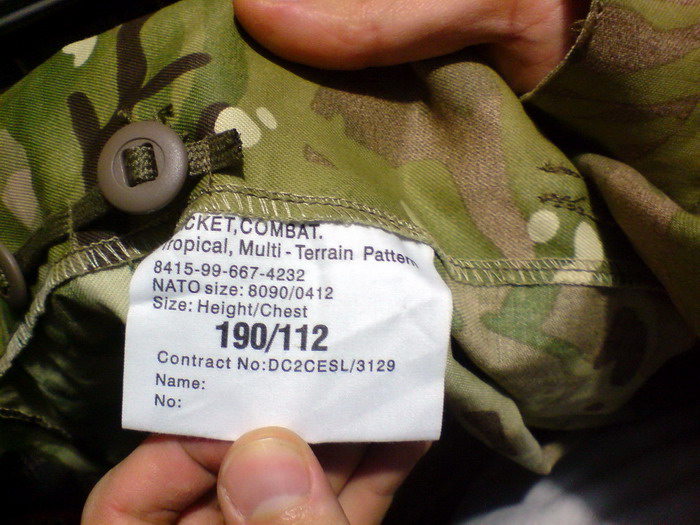 CKET,COMBAT.
Tropical, Multi-Terrain Pattern
8415-99-667-4232
NATO size: 8090/0412
Size: Height/Chest
190/112
Contract No:DC2CESL/3129
Name:
No: